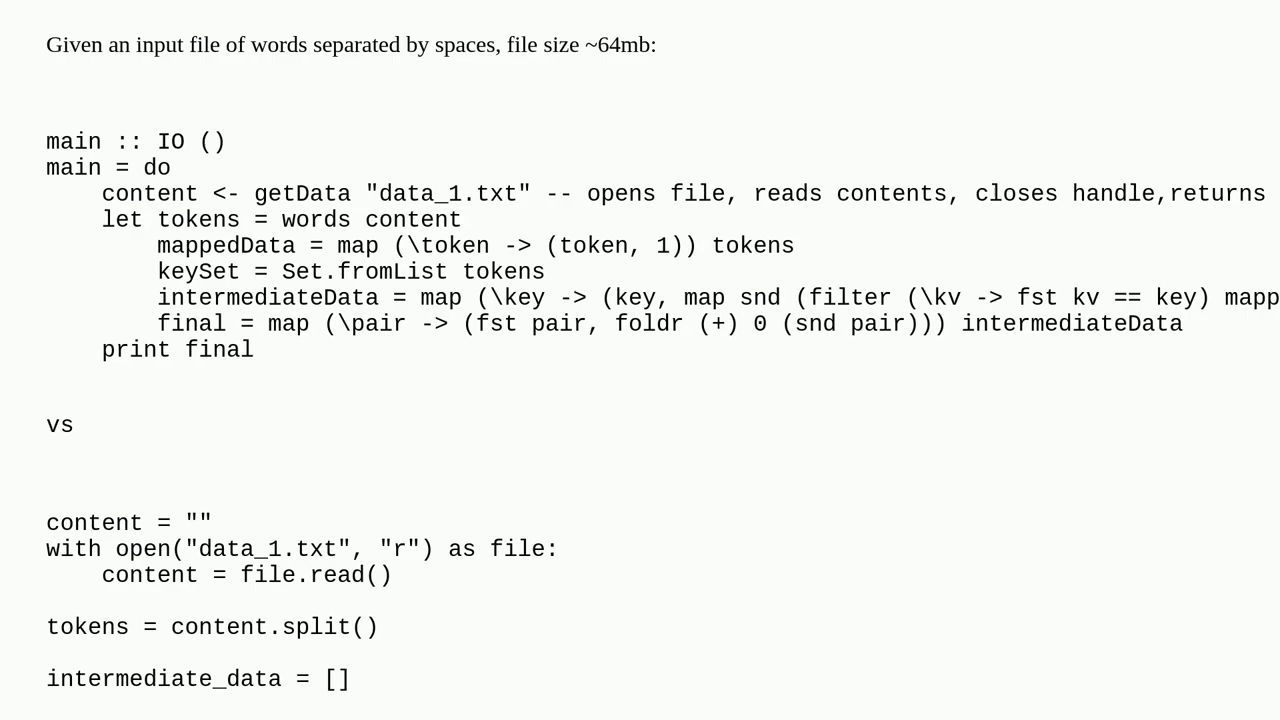 Given an input file of words separated by spaces, file size ~64mb:
main :: IO ()
main = do
    content <- getData "data_1.txt" -- opens file, reads contents, closes handle,returns
    let tokens = words content
        mappedData = map (\token -> (token, 1)) tokens
        keySet = Set.fromList tokens
        intermediateData = map (\key -> (key, map snd (filter (\kv -> fst kv == key) mapp
        final = map (\pair -> (fst pair, foldr (+) 0 (snd pair))) intermediateData
    print final
vs
content = ""
with open("data_1.txt", "r") as file:
    content = file.read()
tokens = content.split()
intermediate_data = []